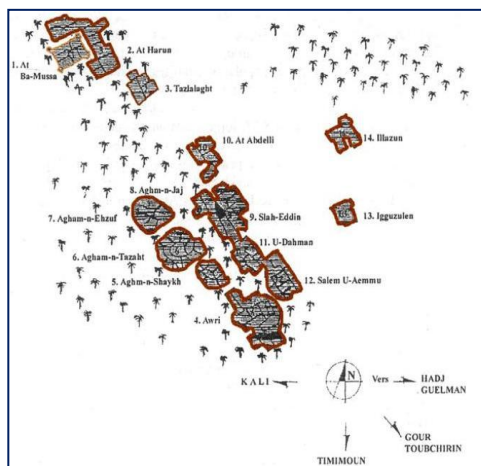 1. At
Ba-Mussa
2. At Harun
3. Tazlalaght
10. At Abdelli
14. Illazun
8. Aghm-n-Jaj
7. Agham-n-Ehzuf
9. Slah-Eddin
13. Igguzulen
11. U-Dahman
6. Agham-n-Tazaht
12. Salem U-Aemmu
5. Aghm-n-Shaykh
4. Awri
KALI
N
Vers
HADJ
GUELMAN
GOUR
TOUBCHIRIN
TIMIMOUN